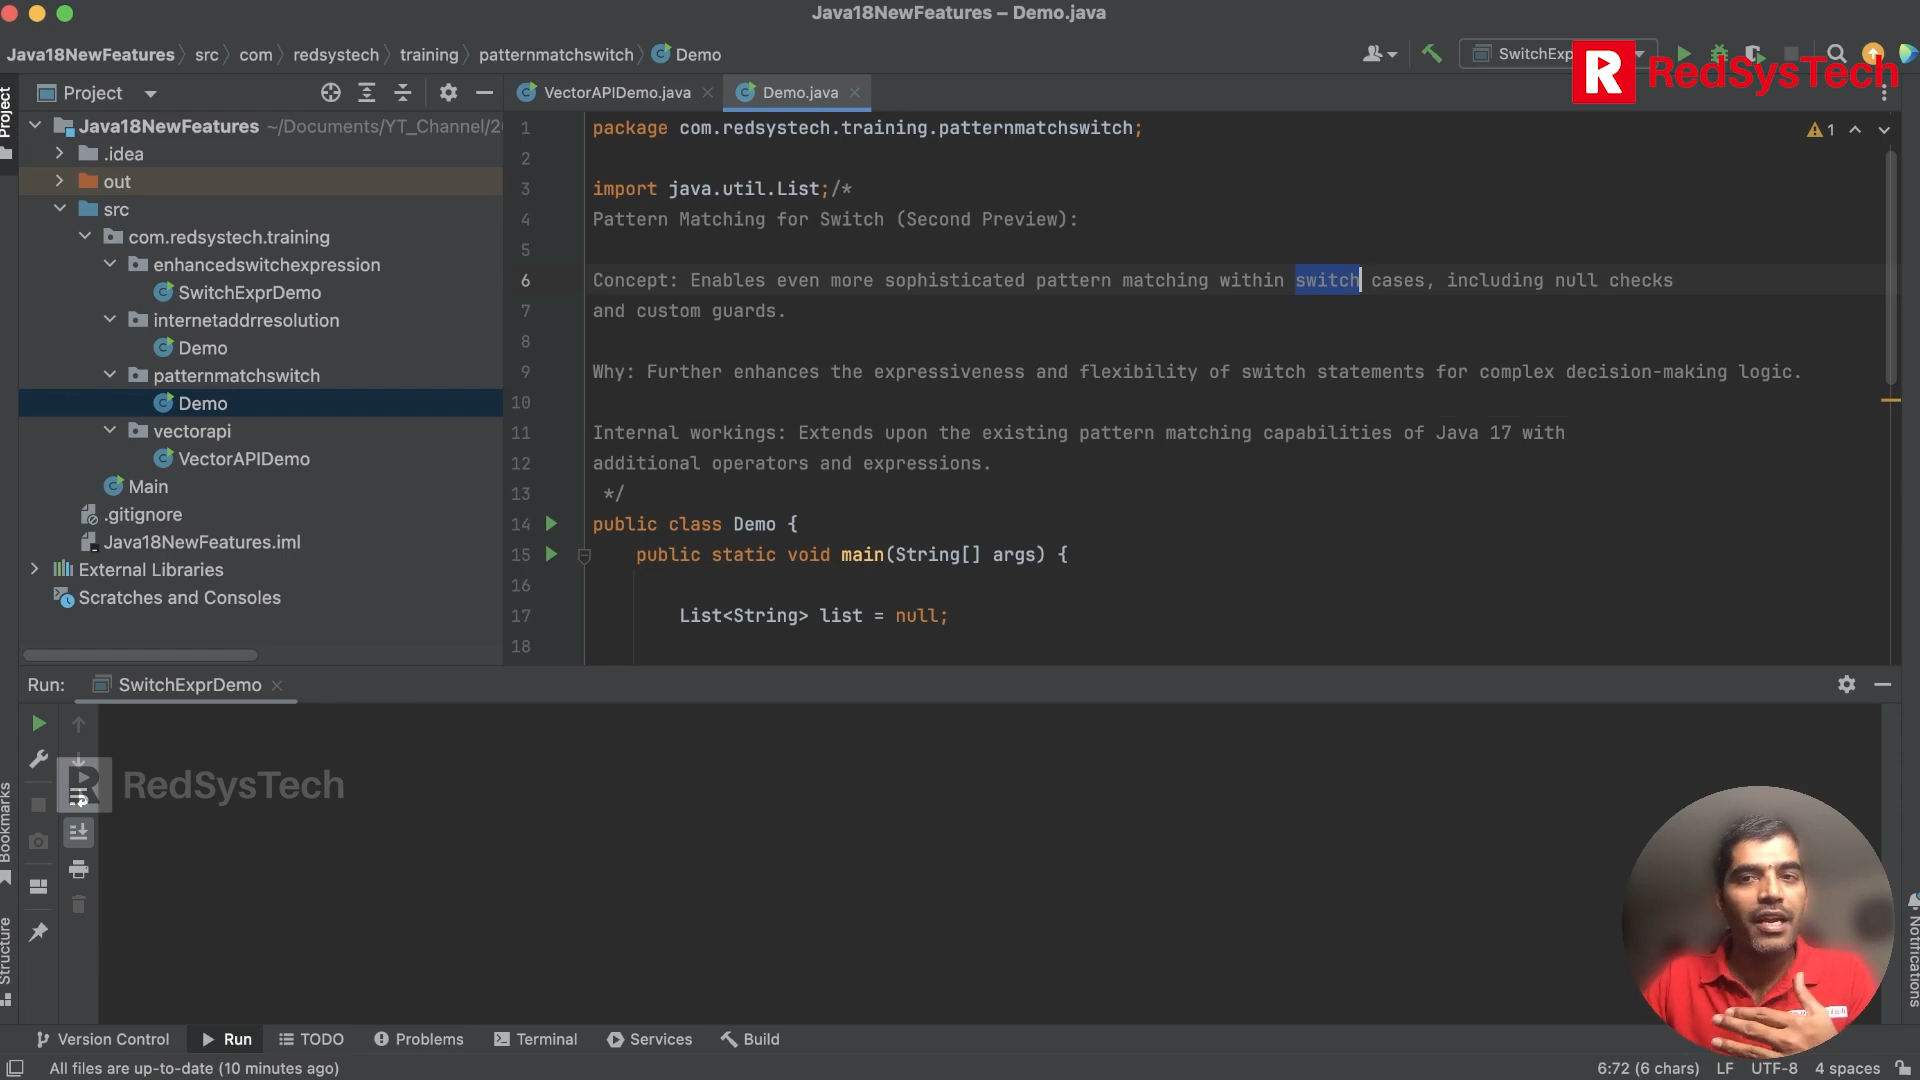 Java18NewFeatures – Demo.java
Java18NewFeatures src com redsystech training patternmatchswitch Demo
SwitchExp
R RedSysTech
Project
Project
VectorAPIDemo.java
Demo.java
Java18NewFeatures ~/Documents/YT_Channel/20
.idea
out
src
com.redsystech.training
enhancedswitchexpression
SwitchExprDemo
internetaddrresolution
Demo
patternmatchswitch
Demo
vectorapi
VectorAPIDemo
Main
.gitignore
Java18NewFeatures.iml
External Libraries
Scratches and Consoles
1 package com.redsystech.training.patternmatchswitch;
2
3 import java.util.List;/*
4 Pattern Matching for Switch (Second Preview):
5
6 Concept: Enables even more sophisticated pattern matching within switch cases, including null checks
7 and custom guards.
8
9 Why: Further enhances the expressiveness and flexibility of switch statements for complex decision-making logic.
10
11 Internal workings: Extends upon the existing pattern matching capabilities of Java 17 with
12 additional operators and expressions.
13 */
14 public class Demo {
15 public static void main(String[] args) {
16
17 List<String> list = null;
18
1
Run: SwitchExprDemo
R RedSysTech
Bookmarks
Structure
Notifications
Version Control Run TODO Problems Terminal Services Build
All files are up-to-date (10 minutes ago)
6:72 (6 chars) LF UTF-8 4 spaces